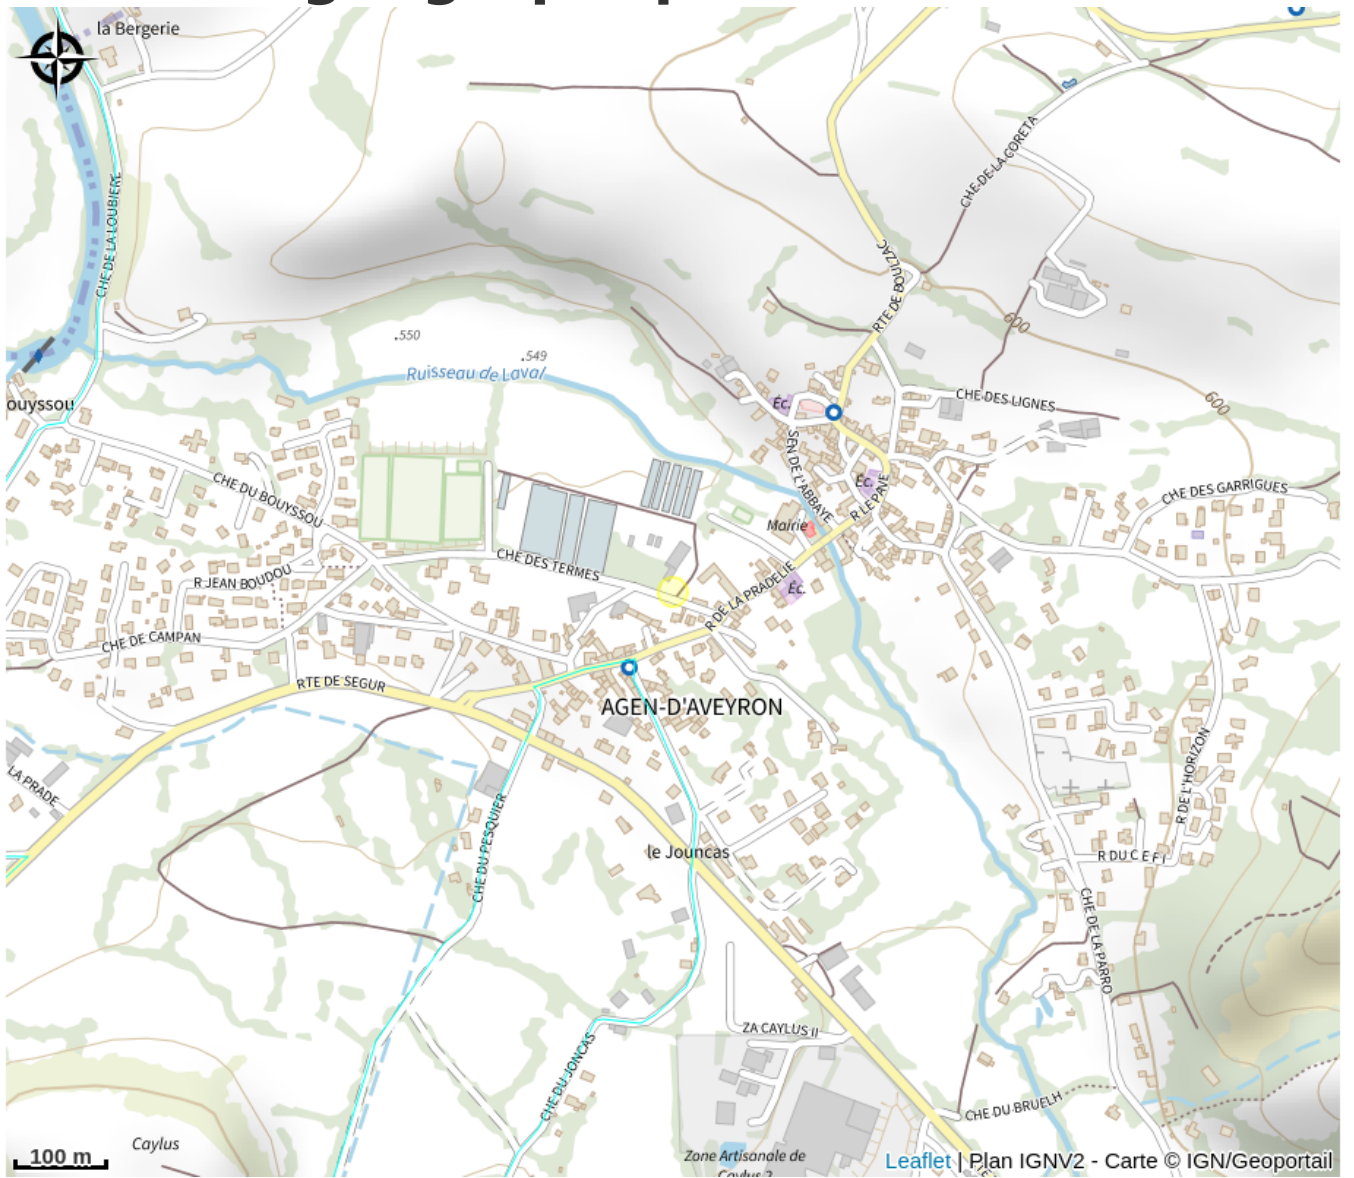 la Bergerie
CHE DE LA LOUBIERE
CHE DE LA CORETA
RTE DE BOULZAC
600
600
.550
.549
Ruisseau de Laval
ouyssou
Éc.
CHE DES LIGNES
SEN DE L'ABBAYE
Éc.
R LE PAVE
CHE DES GARRIGUES
CHE DU BOUYSSOU
Mairie
CHE DES TERMES
R JEAN BOUDOU
Éc.
R DE LA PRADELIE
CHE DE CAMPAN
RTE DE SEGUR
AGEN-D'AVEYRON
LA PRADE
R DE L'HORIZON
CHE DU PESQUIER
le Jouncas
R DU C E F I
CHE DE LA PARRO
ZA CAYLUS II
CHE DU JONCAS
CHE DU BRUELH
Caylus
Zone Artisanale de
Caylus 2
100 m
Leaflet | Plan IGNV2 - Carte © IGN/Geoportail